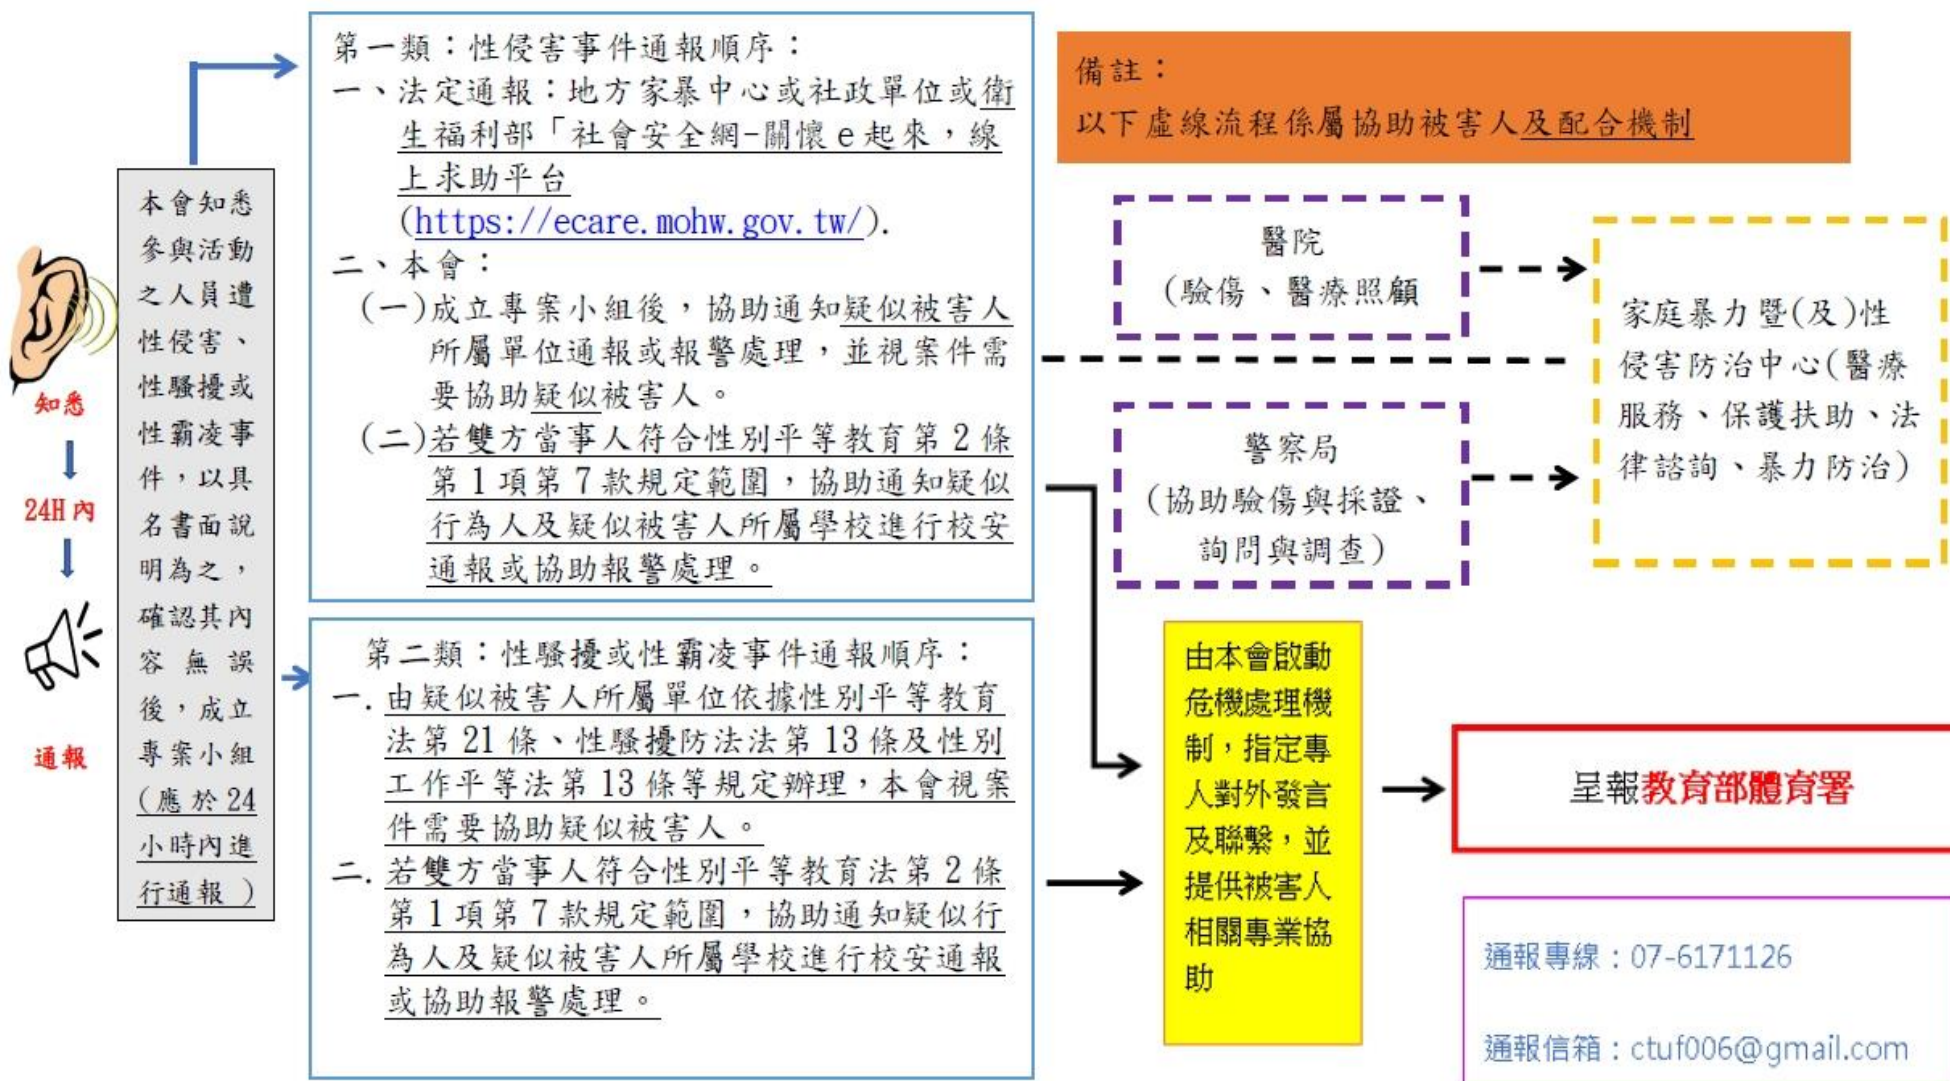 知悉
24H內
通報
本會知悉
參與活動
之人員遭
性侵害、
性騷擾或
性霸凌事
件，以具
名書面說
明為之，
確認其內
容無誤
後，成立
專案小組
(應於24
小時內進
行通報 )
第一類：性侵害事件通報順序：
一、法定通報：地方家暴中心或社政單位或衛
生福利部「社會安全網-關懷e起來，線
上求助平台
(https://ecare.mohw.gov.tw/).
二、本會：
(一)成立專案小組後，協助通知疑似被害人
所屬單位通報或報警處理，並視案件需
要協助疑似被害人。
(二)若雙方當事人符合性別平等教育第2條
第1項第7款規定範圍，協助通知疑似
行為人及疑似被害人所屬學校進行校安
通報或協助報警處理。
第二類：性騷擾或性霸凌事件通報順序：
一. 由疑似被害人所屬單位依據性別平等教育
法第21條、性騷擾防法法第13條及性別
工作平等法第13條等規定辦理，本會視案
件需要協助疑似被害人。
二. 若雙方當事人符合性別平等教育法第2條
第1項第7款規定範圍，協助通知疑似行
為人及疑似被害人所屬學校進行校安通報
或協助報警處理。
備註：
以下虛線流程係屬協助被害人及配合機制
醫院
(驗傷、醫療照顧
警察局
(協助驗傷與採證、
詢問與調查)
家庭暴力暨(及)性
侵害防治中心(醫療
服務、保護扶助、法
律諮詢、暴力防治)
由本會啟動
危機處理機
制，指定專
人對外發言
及聯繫，並
提供被害人
相關專業協
助
呈報教育部體育署
通報專線：07-6171126
通報信箱：ctuf006@gmail.com